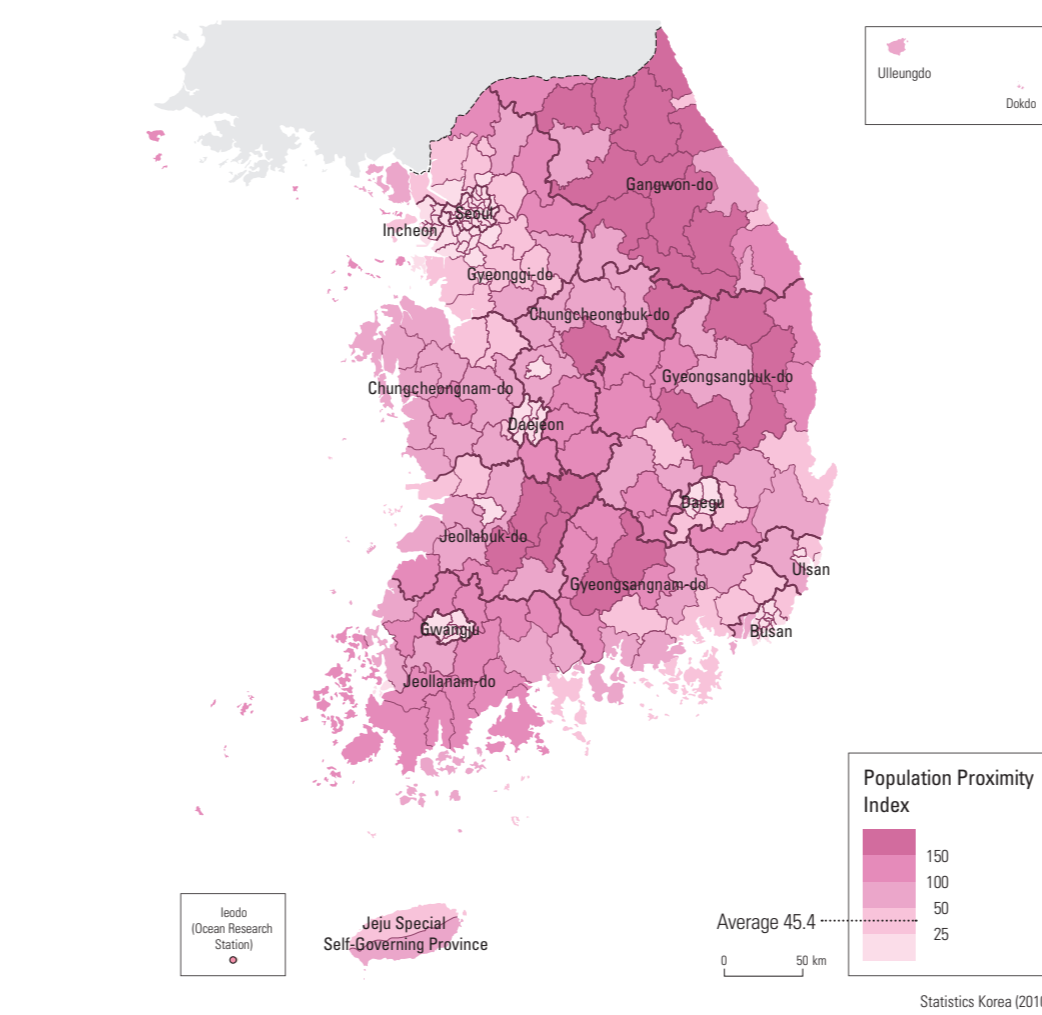 Ulleungdo
Dokdo
Gangwon-do
Seoul
Incheon
Gyeonggi-do
Chungcheongbuk-do
Gyeongsangbuk-do
Chungcheongnam-do
Daejeon
Daegu
Jeollabuk-do
Ulsan
Gyeongsangnam-do
Gwangju
Busan
Jeollanam-do
Population Proximity
Index
150
100
50
25
Average 45.4
Ieodo
(Ocean Research
Station)
Jeju Special
Self-Governing Province
0 50 km
Statistics Korea (2010